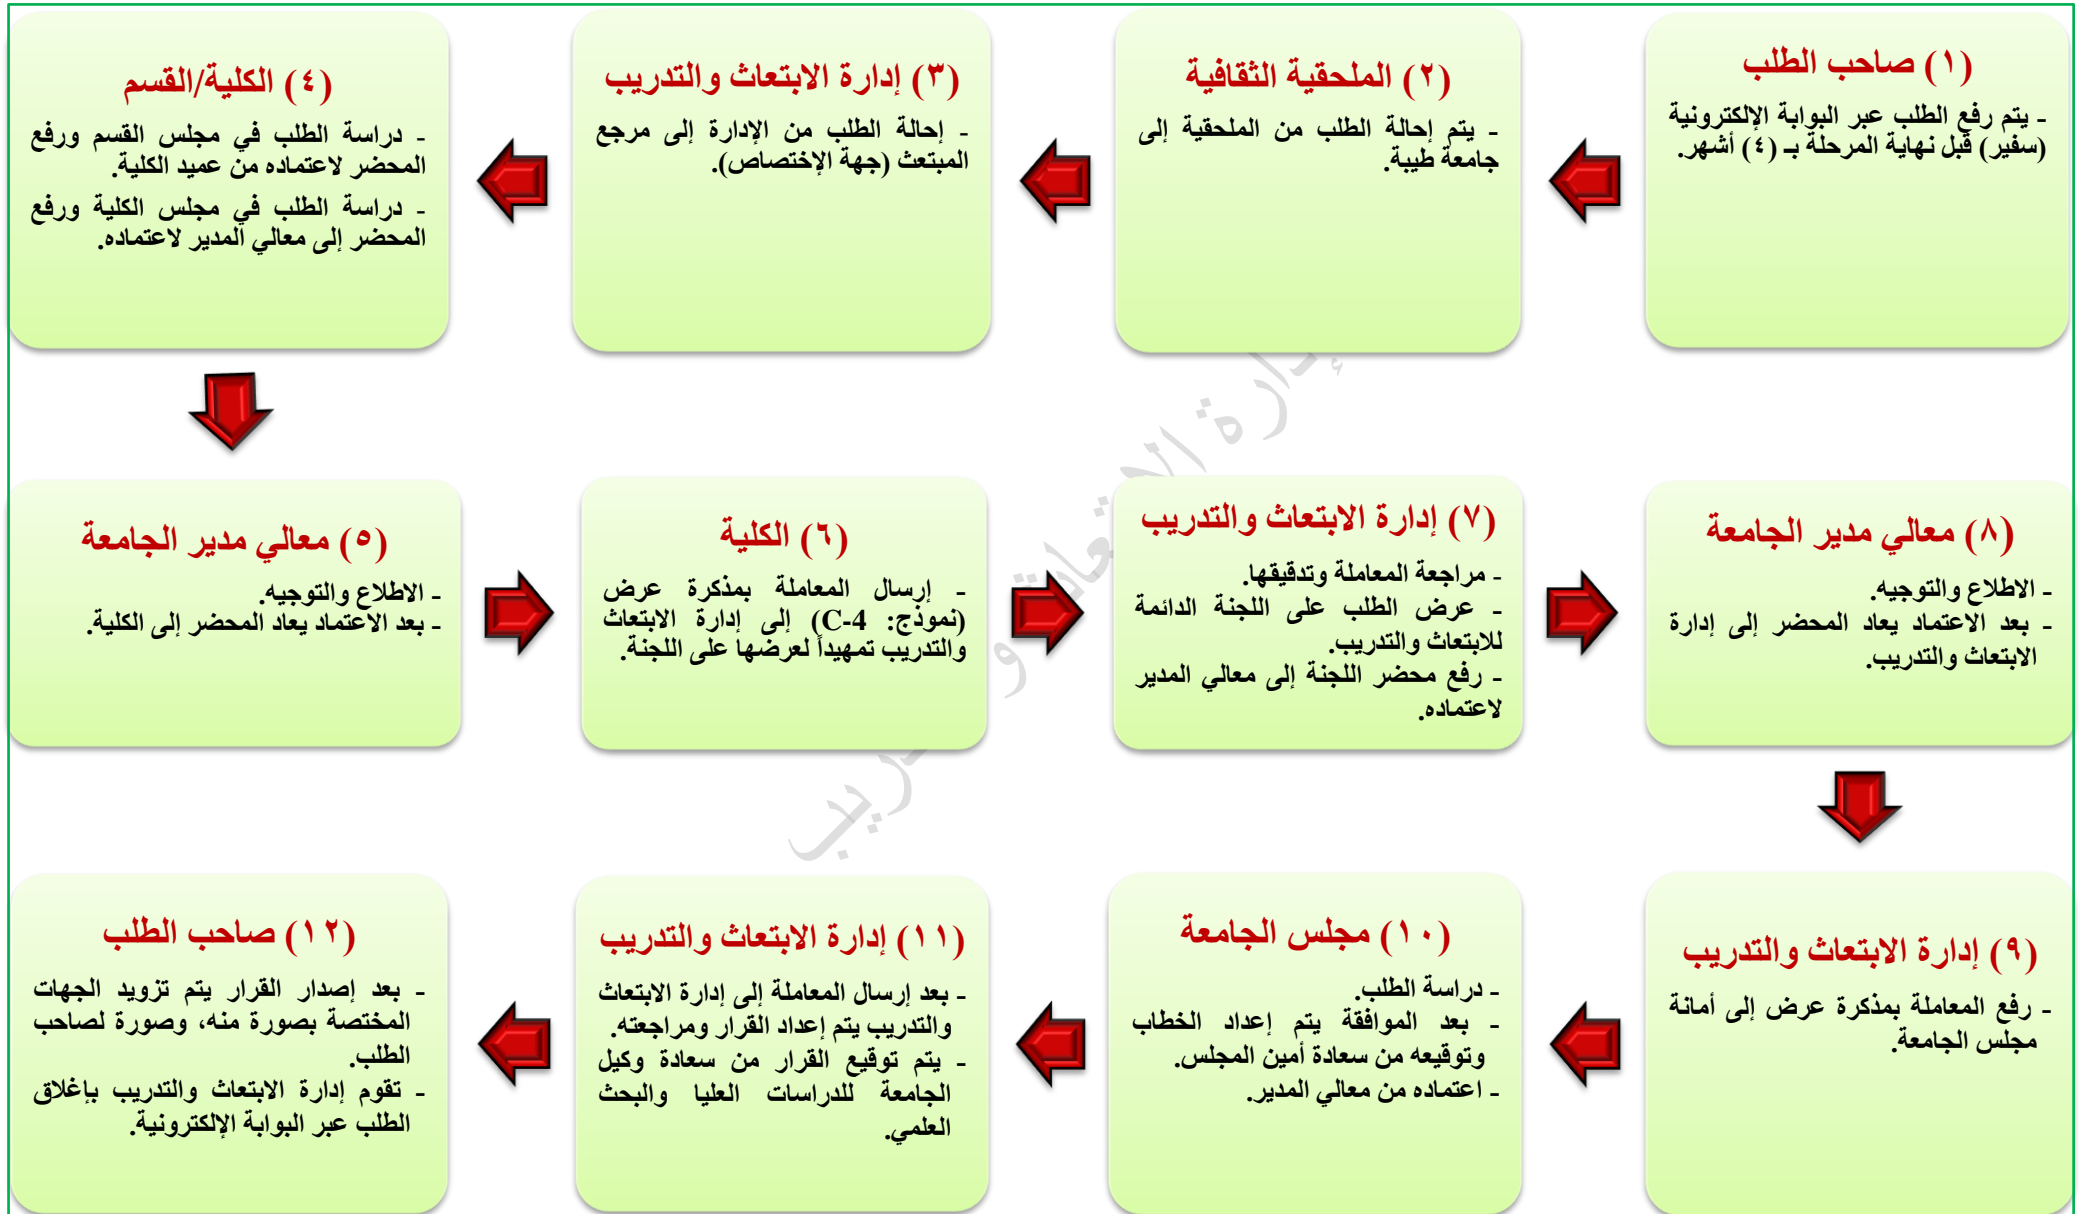 (١) صاحب الطلب
- يتم رفع الطلب عبر البوابة الإلكترونية
(سفير) قبل نهاية المرحلة بـ (٤) أشهر.
(٢) الملحقية الثقافية
- يتم إحالة الطلب من الملحقية إلى
جامعة طيبة.
(٣) إدارة الابتعاث والتدريب
- إحالة الطلب من الإدارة إلى مرجع
المبتعث (جهة الإختصاص).
(٤) الكلية/القسم
- دراسة الطلب في مجلس القسم ورفع
المحضر لاعتماده من عميد الكلية.
- دراسة الطلب في مجلس الكلية ورفع
المحضر إلى معالي المدير لاعتماده.
(٥) معالي مدير الجامعة
- الاطلاع والتوجيه.
- بعد الاعتماد يعاد المحضر إلى الكلية.
(٦) الكلية
- إرسال المعاملة بمذكرة عرض
(نموذج: C-4) إلى إدارة الابتعاث
والتدريب تمهيداً لعرضها على اللجنة.
(٧) إدارة الابتعاث والتدريب
- مراجعة المعاملة وتدقيقها.
- عرض الطلب على اللجنة الدائمة
للابتعاث والتدريب.
- رفع محضر اللجنة إلى معالي المدير
لاعتماده.
(٨) معالي مدير الجامعة
- الاطلاع والتوجيه.
- بعد الاعتماد يعاد المحضر إلى إدارة
الابتعاث والتدريب.
(٩) إدارة الابتعاث والتدريب
- رفع المعاملة بمذكرة عرض إلى أمانة
مجلس الجامعة.
(١٠) مجلس الجامعة
- دراسة الطلب.
- بعد الموافقة يتم إعداد الخطاب
وتوقيعه من سعادة أمين المجلس.
- اعتماده من معالي المدير.
(١١) إدارة الابتعاث والتدريب
- بعد إرسال المعاملة إلى إدارة الابتعاث
والتدريب يتم إعداد القرار ومراجعته.
- يتم توقيع القرار من سعادة وكيل
الجامعة للدراسات العليا والبحث
العلمي.
(١٢) صاحب الطلب
- بعد إصدار القرار يتم تزويد الجهات
المختصة بصورة منه، وصورة لصاحب
الطلب.
- تقوم إدارة الابتعاث والتدريب بإغلاق
الطلب عبر البوابة الإلكترونية.